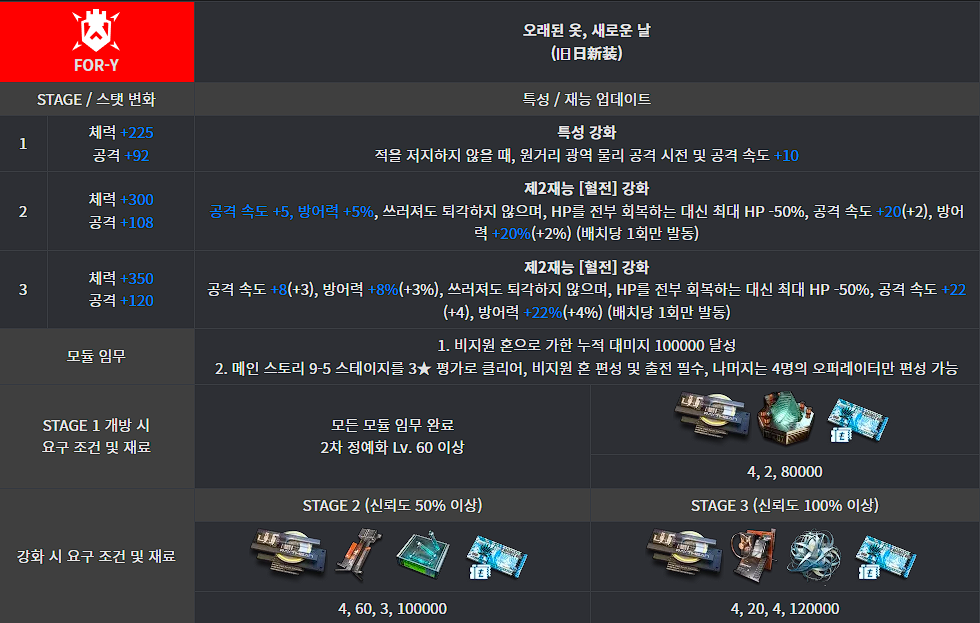 FOR-Y
오래된 옷, 새로운 날
(旧日新装)
STAGE / 스탯 변화
특성 / 재능 업데이트
1
체력 +225
공격 +92
특성 강화
적을 저지하지 않을 때, 원거리 광역 물리 공격 시전 및 공격 속도 +10
2
체력 +300
공격 +108
제2재능 [혈전] 강화
공격 속도 +5, 방어력 +5%, 쓰러져도 퇴각하지 않으며, HP를 전부 회복하는 대신 최대 HP -50%, 공격 속도 +20(+2), 방어
력 +20%(+2%) (배치당 1회만 발동)
3
체력 +350
공격 +120
제2재능 [혈전] 강화
공격 속도 +8(+3), 방어력 +8%(+3%), 쓰러져도 퇴각하지 않으며, HP를 전부 회복하는 대신 최대 HP -50%, 공격 속도 +22
(+4), 방어력 +22%(+4%) (배치당 1회만 발동)
모듈 임무
1. 비지원 혼으로 가한 누적 대미지 100000 달성
2. 메인 스토리 9-5 스테이지를 3★ 평가로 클리어, 비지원 혼 편성 및 출전 필수, 나머지는 4명의 오퍼레이터만 편성 가능
STAGE 1 개방 시
요구 조건 및 재료
모든 모듈 임무 완료
2차 정예화 Lv. 60 이상
4, 2, 80000
강화 시 요구 조건 및 재료
STAGE 2 (신뢰도 50% 이상)
STAGE 3 (신뢰도 100% 이상)
4, 60, 3, 100000
4, 20, 4, 120000